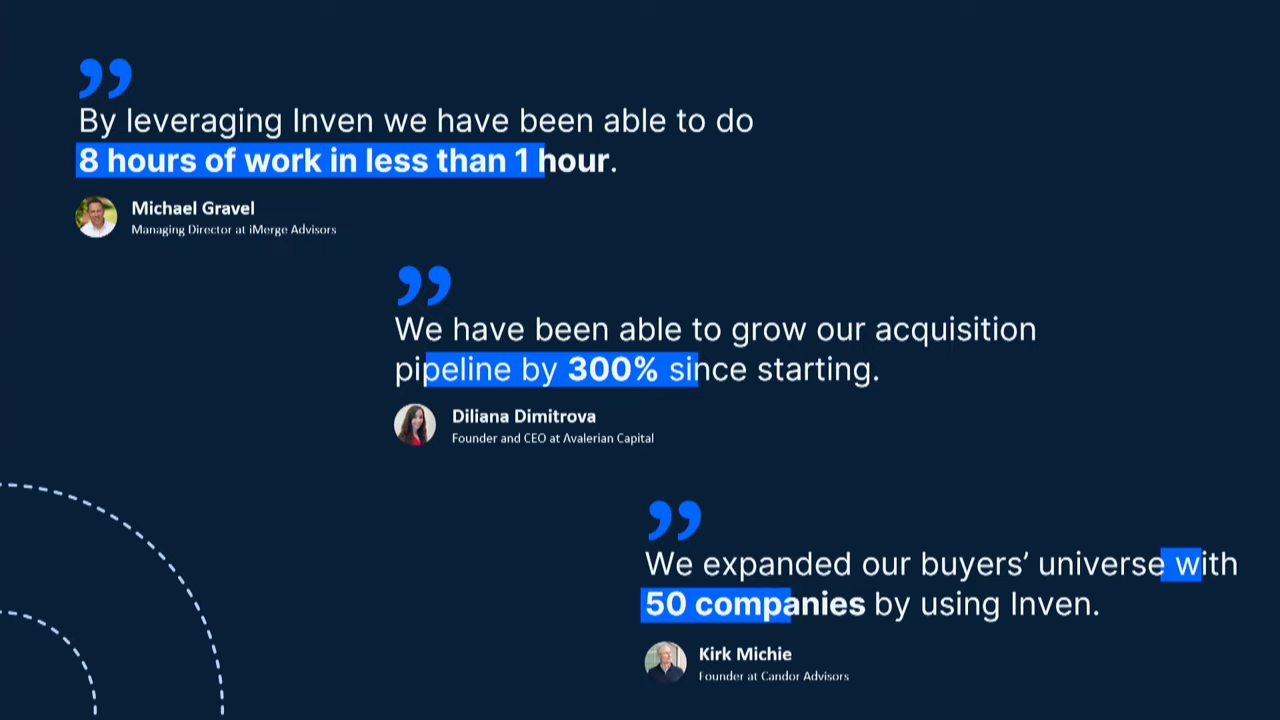 By leveraging Inven we have been able to do
8 hours of work in less than 1 hour.
Michael Gravel
Managing Director at iMerge Advisors
We have been able to grow our acquisition
pipeline by 300% since starting.
Diliana Dimitrova
Founder and CEO at Avalerian Capital
We expanded our buyers’ universe with
50 companies by using Inven.
Kirk Michie
Founder at Candor Advisors